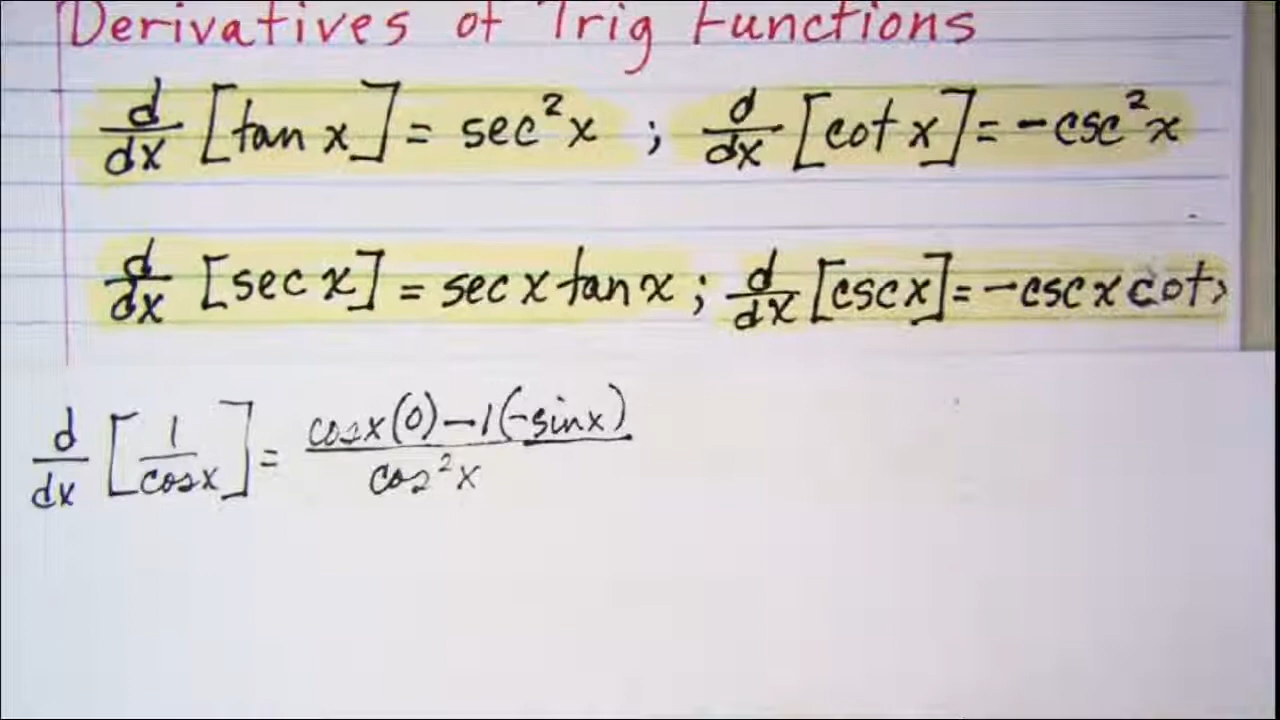 Derivatives of Trig Functions
d/dx [tan x] = sec²x ; d/dx [cot x] = -csc²x
d/dx [sec x] = sec x tan x ; d/dx [csc x] = -csc x cot
d/dx [1/cos x] = cos x (0) - 1(-sin x)/cos²x